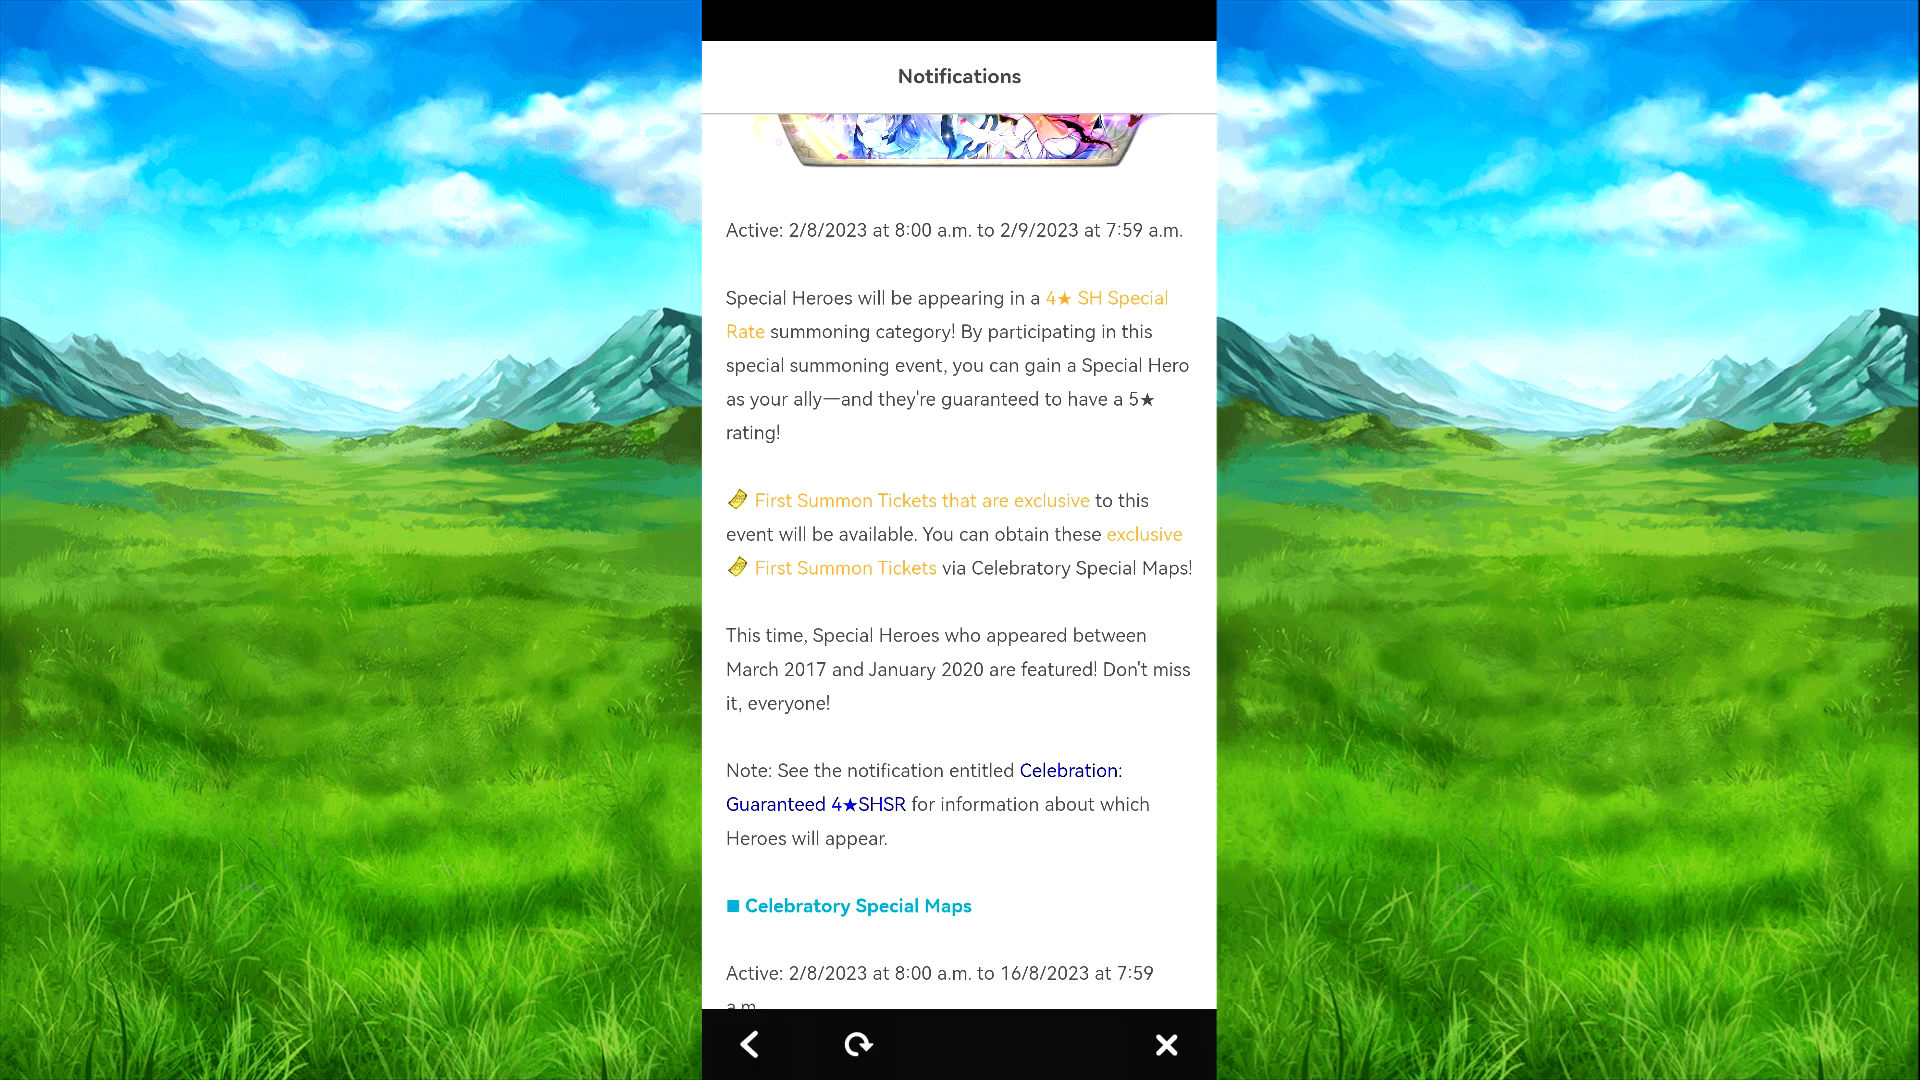 Notifications
Active: 2/8/2023 at 8:00 a.m. to 2/9/2023 at 7:59 a.m.
Special Heroes will be appearing in a 4★ SH Special
Rate summoning category! By participating in this
special summoning event, you can gain a Special Hero
as your ally—and they're guaranteed to have a 5★
rating!
First Summon Tickets that are exclusive to this
event will be available. You can obtain these exclusive
First Summon Tickets via Celebratory Special Maps!
This time, Special Heroes who appeared between
March 2017 and January 2020 are featured! Don't miss
it, everyone!
Note: See the notification entitled Celebration:
Guaranteed 4★SHSR for information about which
Heroes will appear.
■ Celebratory Special Maps
Active: 2/8/2023 at 8:00 a.m. to 16/8/2023 at 7:59
a.m.